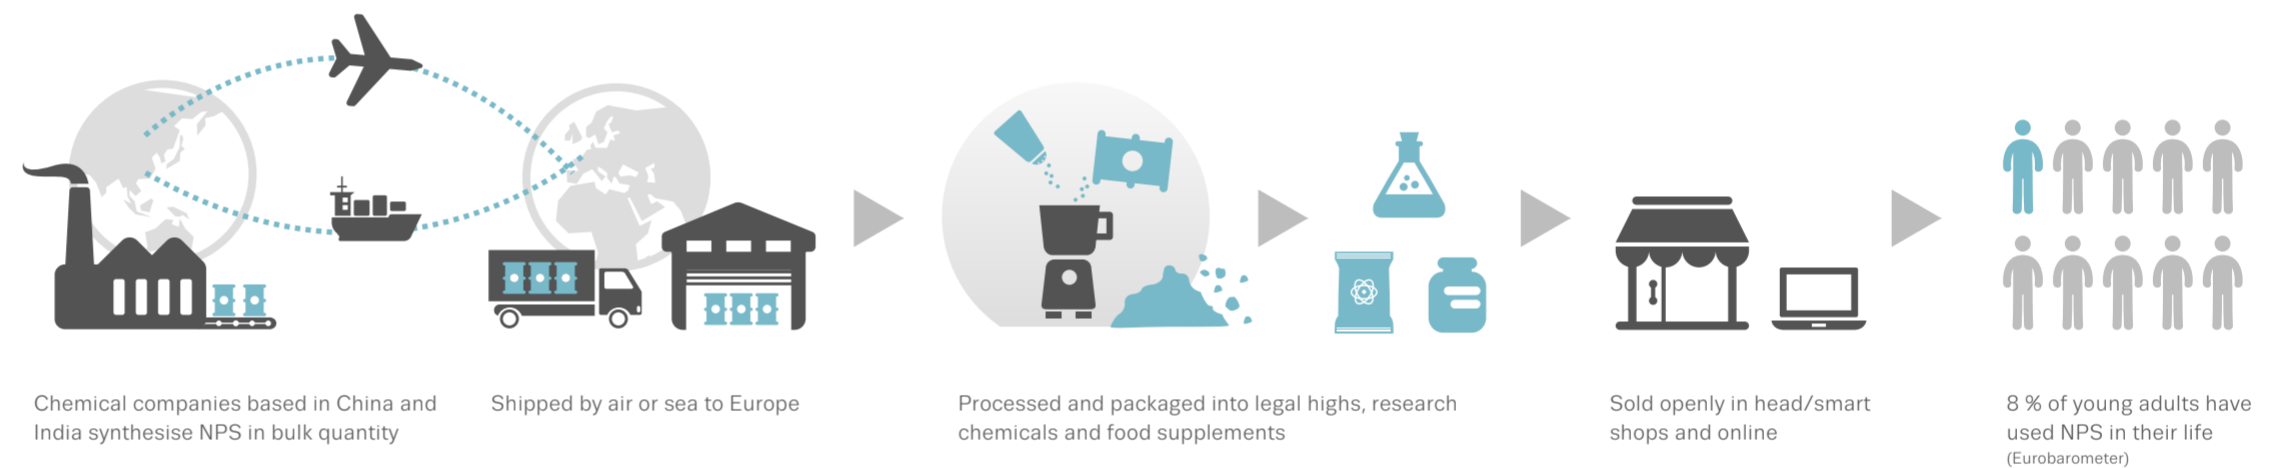 Chemical companies based in China and
India synthesise NPS in bulk quantity
Shipped by air or sea to Europe
Processed and packaged into legal highs, research
chemicals and food supplements
Sold openly in head/smart
shops and online
8 % of young adults have
used NPS in their life
(Eurobarometer)